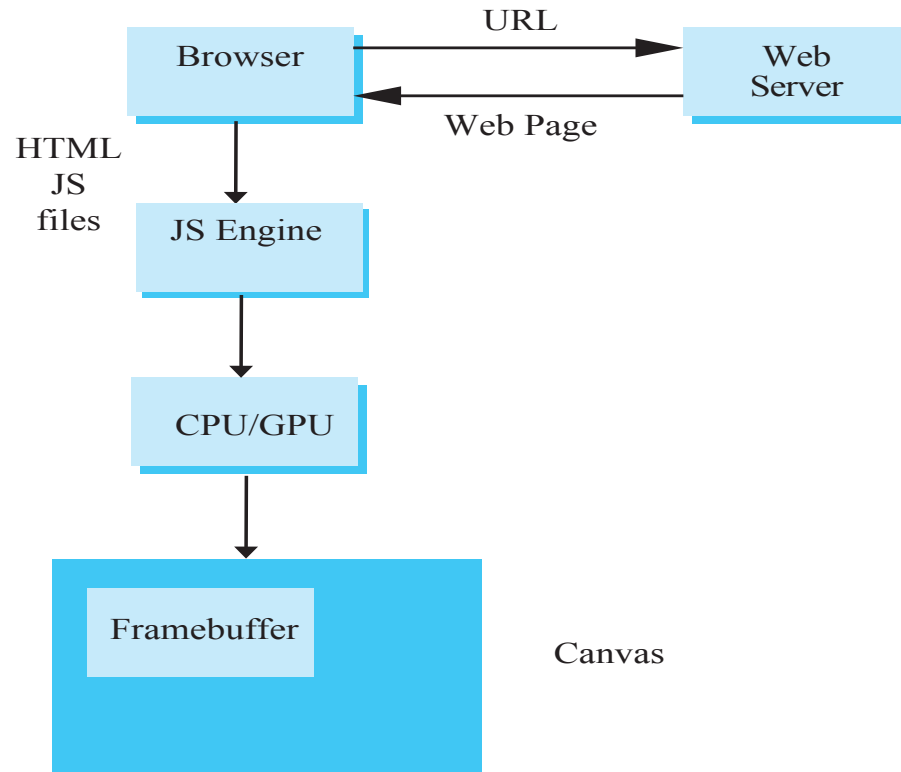 URL
Browser
Web
Server
Web Page
HTML
JS
files
JS Engine
CPU/GPU
Framebuffer
Canvas